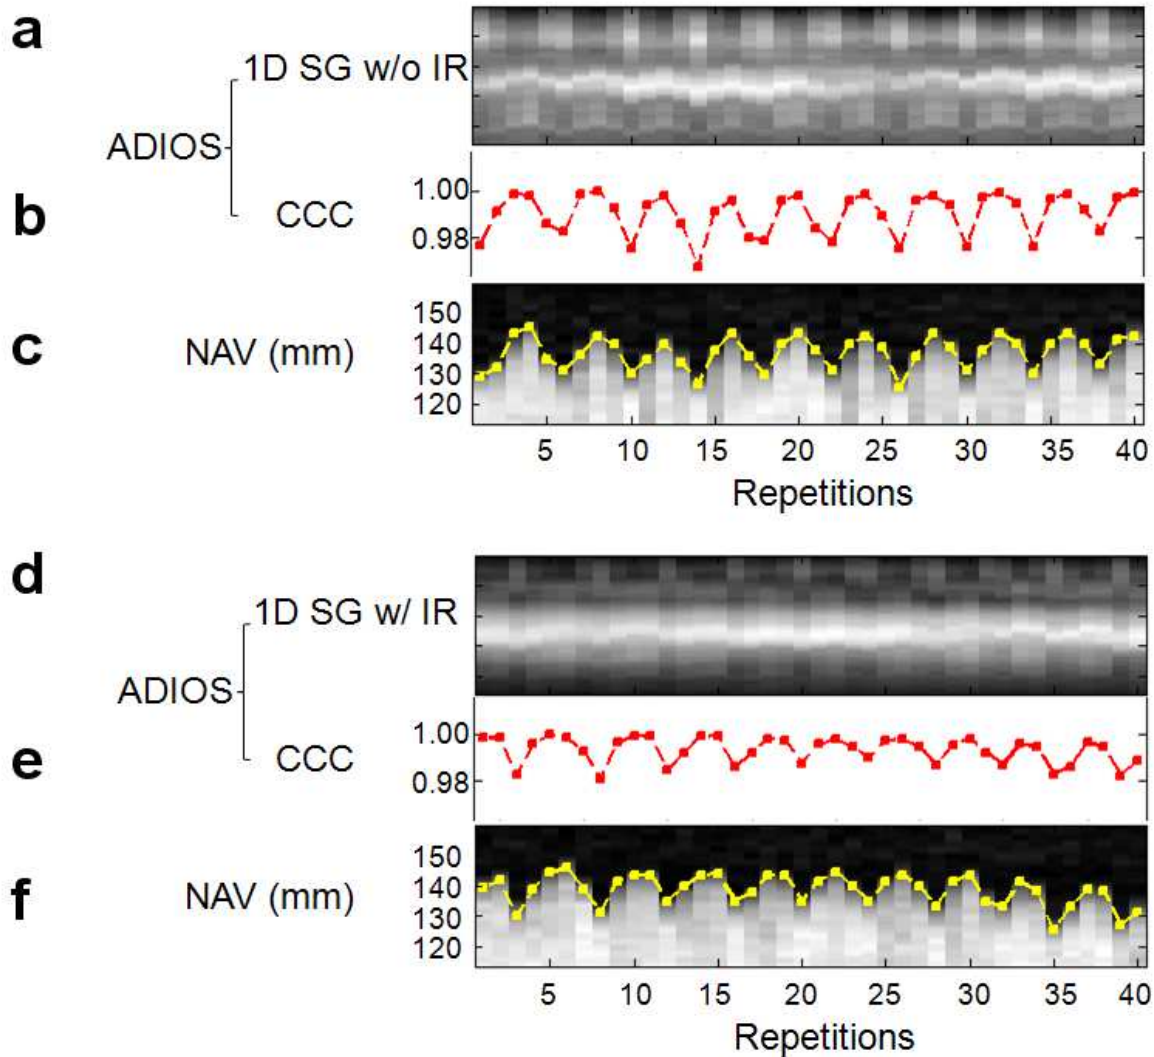 a
1D SG w/o IR
ADIOS
b
CCC
1.00
0.98
c
NAV (mm)
150
140
130
120
5 10 15 20 25 30 35 40
Repetitions
d
1D SG w/ IR
ADIOS
e
CCC
1.00
0.98
f
NAV (mm)
150
140
130
120
5 10 15 20 25 30 35 40
Repetitions